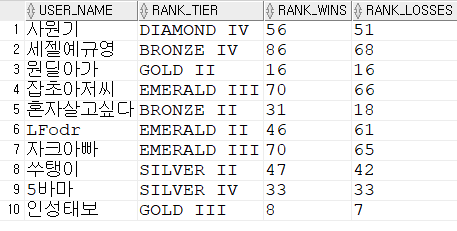 USER_NAME RANK_TIER RANK_WINS RANK_LOSSES
1 사원기 DIAMOND IV 56 51
2 세젤예규영 BRONZE IV 86 68
3 원딜아가 GOLD II 16 16
4 잡초아저씨 EMERALD III 70 66
5 혼자살고싶다 BRONZE II 31 18
6 LFodr EMERALD II 46 61
7 자크아빠 EMERALD III 70 65
8 쑤탱이 SILVER II 47 42
9 5바마 SILVER IV 33 33
10 인성태보 GOLD III 8 7